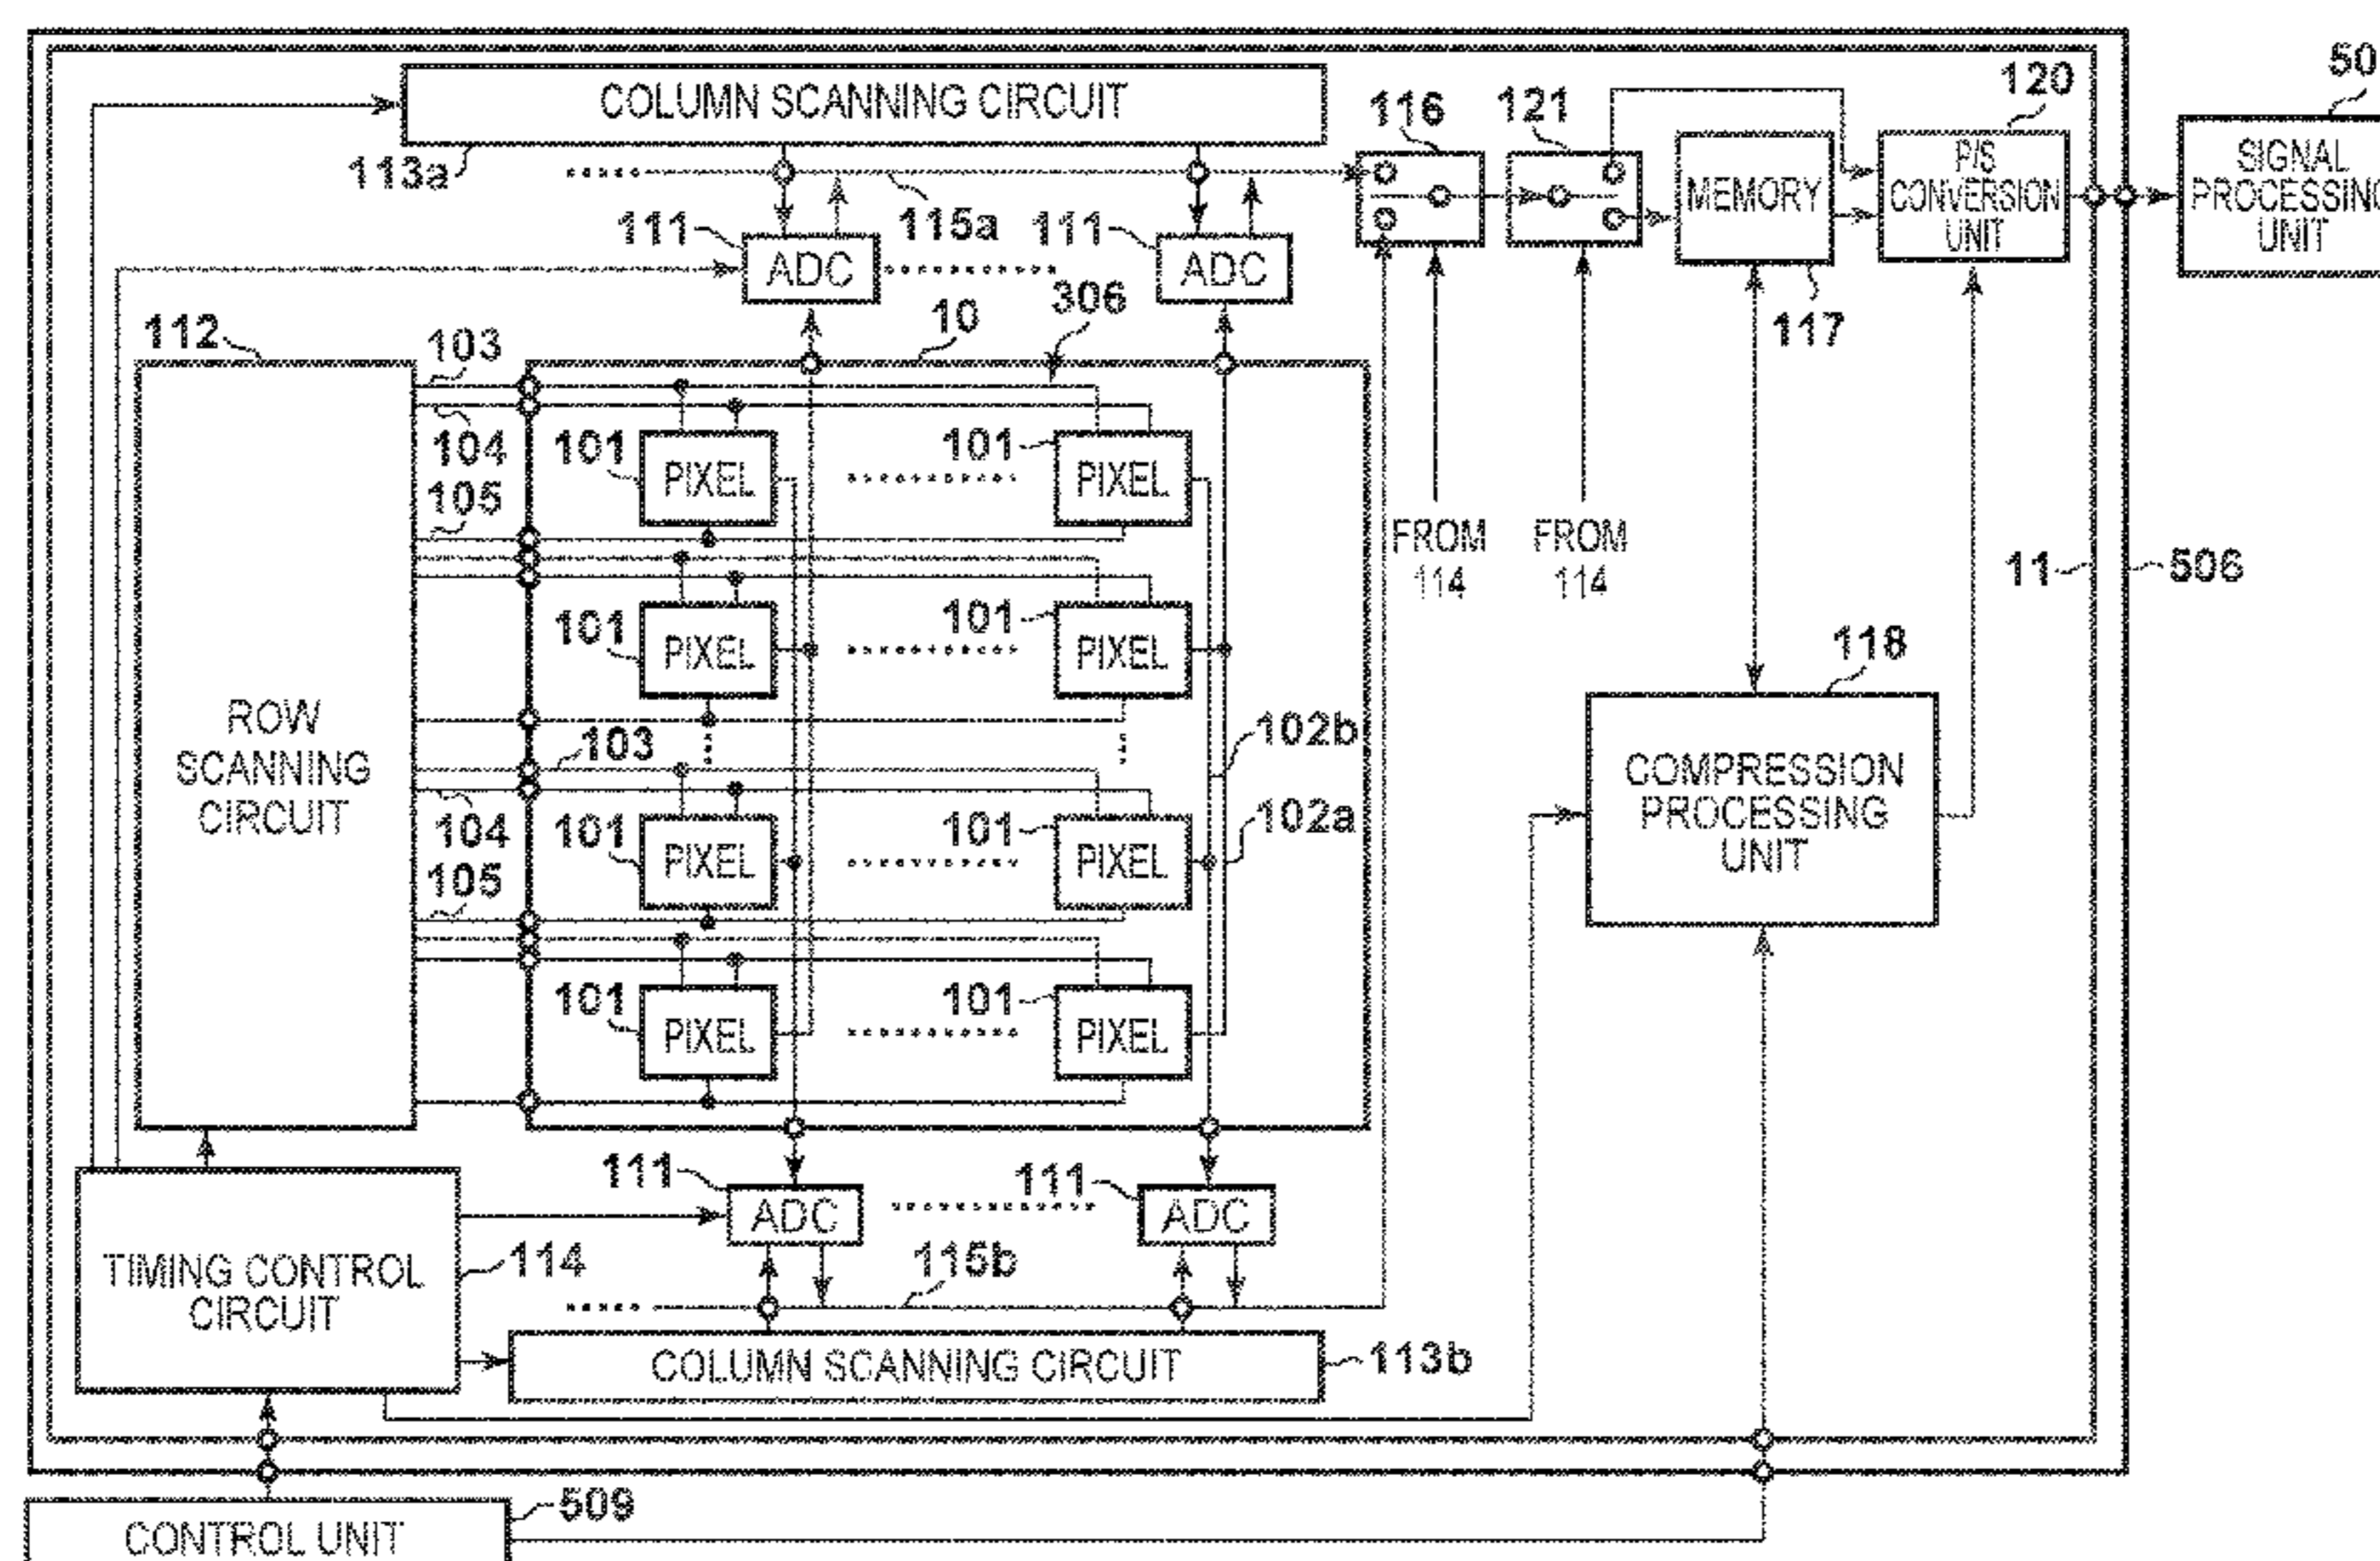 50
120
COLUMN SCANNING CIRCUIT
116
121
P/S
CONVERSION
UNIT
SIGNAL
PROCESSING
UNIT
113a
MEMORY
111
115a
111
ADC
ADC
10
306
117
112
103
104
101
PIXEL
101
PIXEL
105
FROM
114
FROM
114
11
506
101
PIXEL
101
PIXEL
118
ROW
SCANNING
CIRCUIT
103
102b
COMPRESSION
PROCESSING
UNIT
104
101
PIXEL
101
PIXEL
102a
105
101
PIXEL
101
PIXEL
111
ADC
111
ADC
TIMING CONTROL
CIRCUIT
114
115b
COLUMN SCANNING CIRCUIT
113b
509
CONTROL UNIT